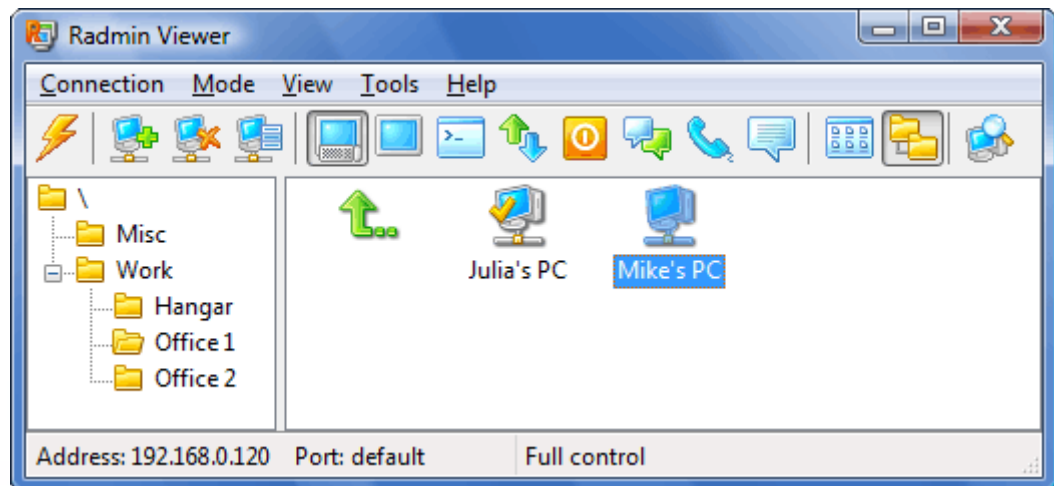 Radmin Viewer
Connection Mode View Tools Help
\
Misc
Work
Hangar
Office 1
Office 2
Julia's PC Mike's PC
Address: 192.168.0.120 Port: default Full control